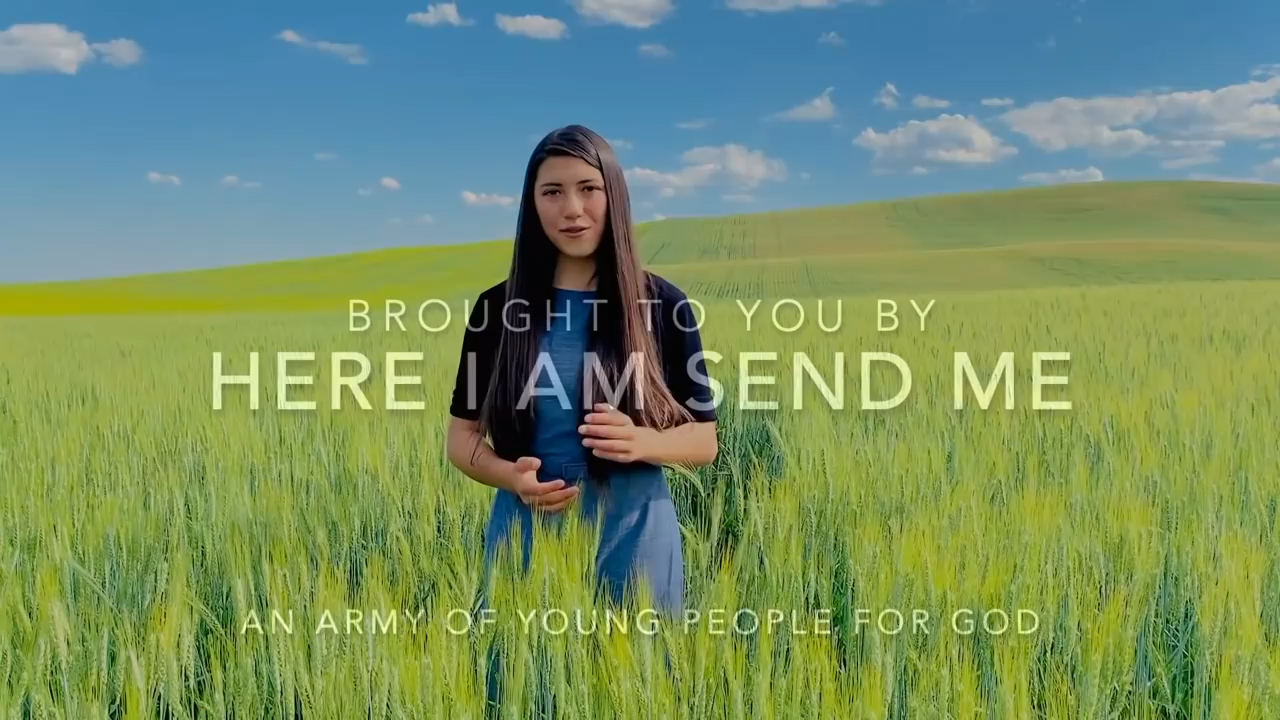 BROUGHT TO YOU BY
HERE I AM SEND ME
AN ARMY OF YOUNG PEOPLE FOR GOD